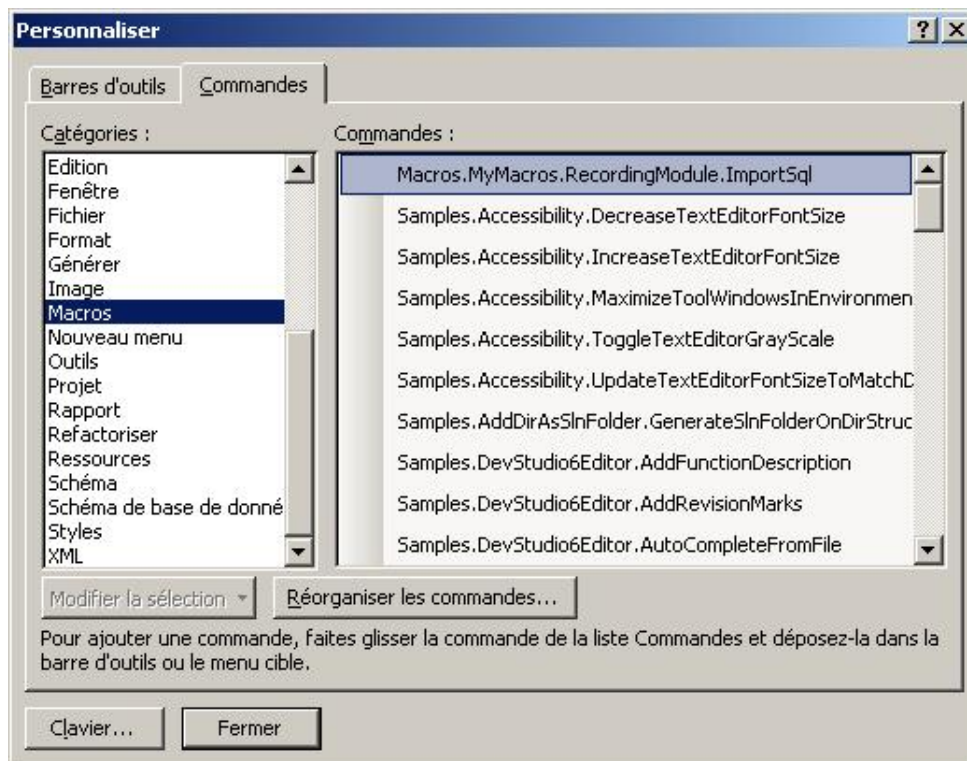 Personnaliser
Barres d'outils
Commandes
Catégories :
Edition
Fenêtre
Fichier
Format
Générer
Image
Macros
Nouveau menu
Outils
Projet
Rapport
Refactoriser
Ressources
Schéma
Schéma de base de donné
Styles
XML
Commandes :
Macros.MyMacros.RecordingModule.ImportSql
Samples.Accessibility.DecreaseTextEditorFontSize
Samples.Accessibility.IncreaseTextEditorFontSize
Samples.Accessibility.MaximizeToolWindowsInEnvironmen
Samples.Accessibility.ToggleTextEditorGrayScale
Samples.Accessibility.UpdateTextEditorFontSizeToMatchD
Samples.AddDirAsSlnFolder.GenerateSlnFolderOnDirStruc
Samples.DevStudio6Editor.AddFunctionDescription
Samples.DevStudio6Editor.AddRevisionMarks
Samples.DevStudio6Editor.AutoCompleteFromFile
Modifier la sélection
Réorganiser les commandes...
Pour ajouter une commande, faites glisser la commande de la liste Commandes et déposez-la dans la
barre d'outils ou le menu cible.
Clavier...
Fermer